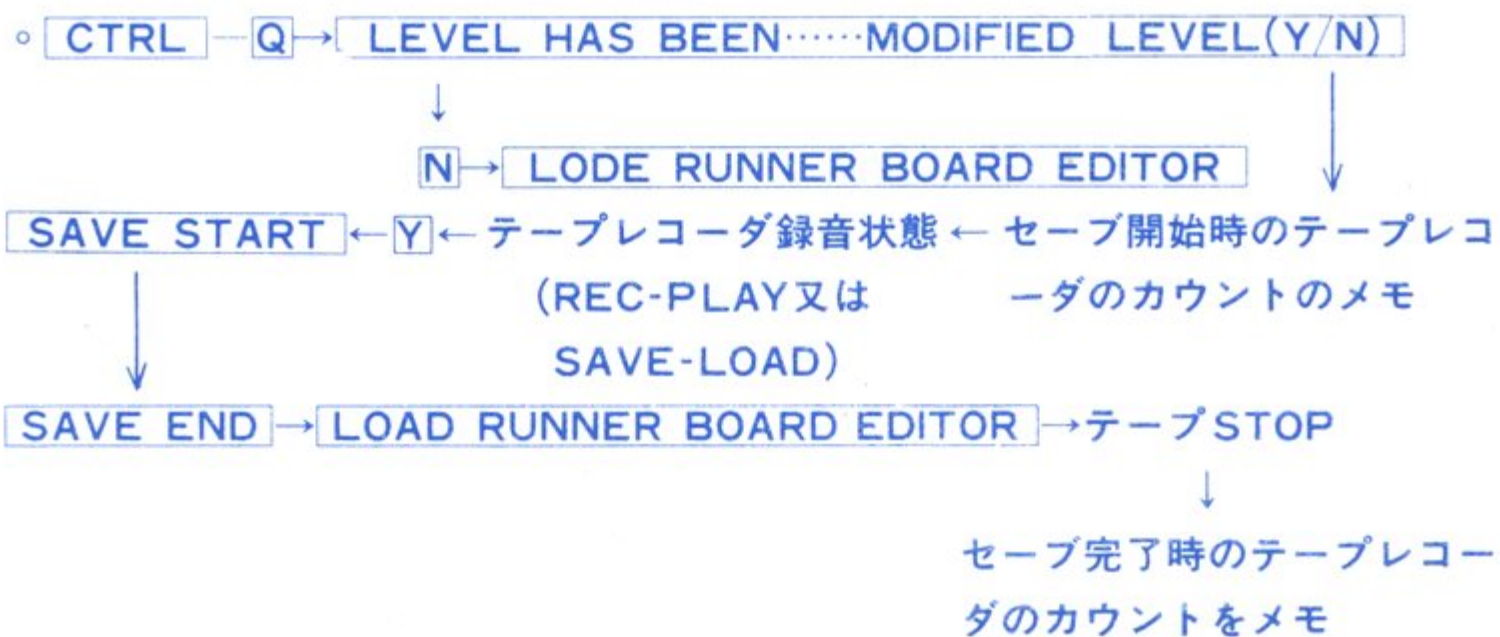 。CTRL — Q → LEVEL HAS BEEN……MODIFIED LEVEL(Y/N)
↓ ↓
N → LODE RUNNER BOARD EDITOR
SAVE START ← Y ← テープレコーダ録音状態 ← セーブ開始時のテープレコ
↓ (REC-PLAY又は ーダのカウントのメモ
SAVE-LOAD)
SAVE END → LOAD RUNNER BOARD EDITOR → テープSTOP
↓
セーブ完了時のテープレコー
ダのカウントをメモ